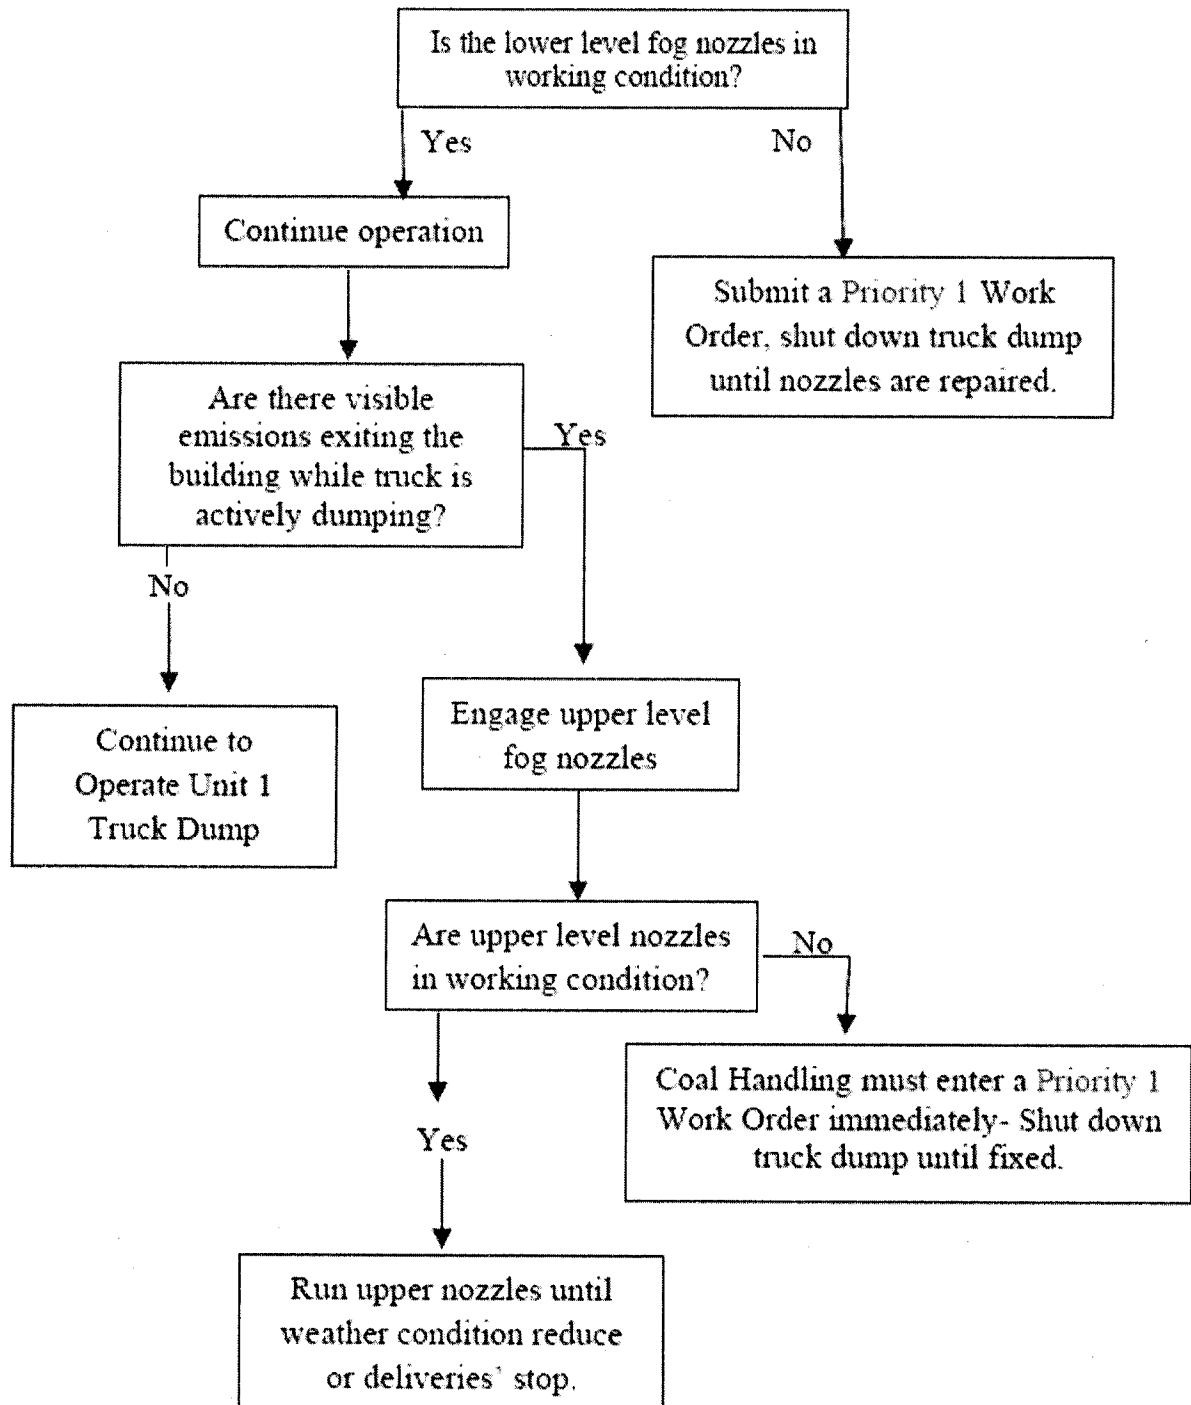 Is the lower level fog nozzles in
working condition?
Yes
No
Continue operation
Submit a Priority 1 Work
Order, shut down truck dump
until nozzles are repaired.
Are there visible
emissions exiting the
building while truck is
actively dumping?
Yes
No
Engage upper level
fog nozzles
Continue to
Operate Unit 1
Truck Dump
Are upper level nozzles
in working condition?
No
Coal Handling must enter a Priority 1
Work Order immediately- Shut down
truck dump until fixed.
Yes
Run upper nozzles until
weather condition reduce
or deliveries' stop.